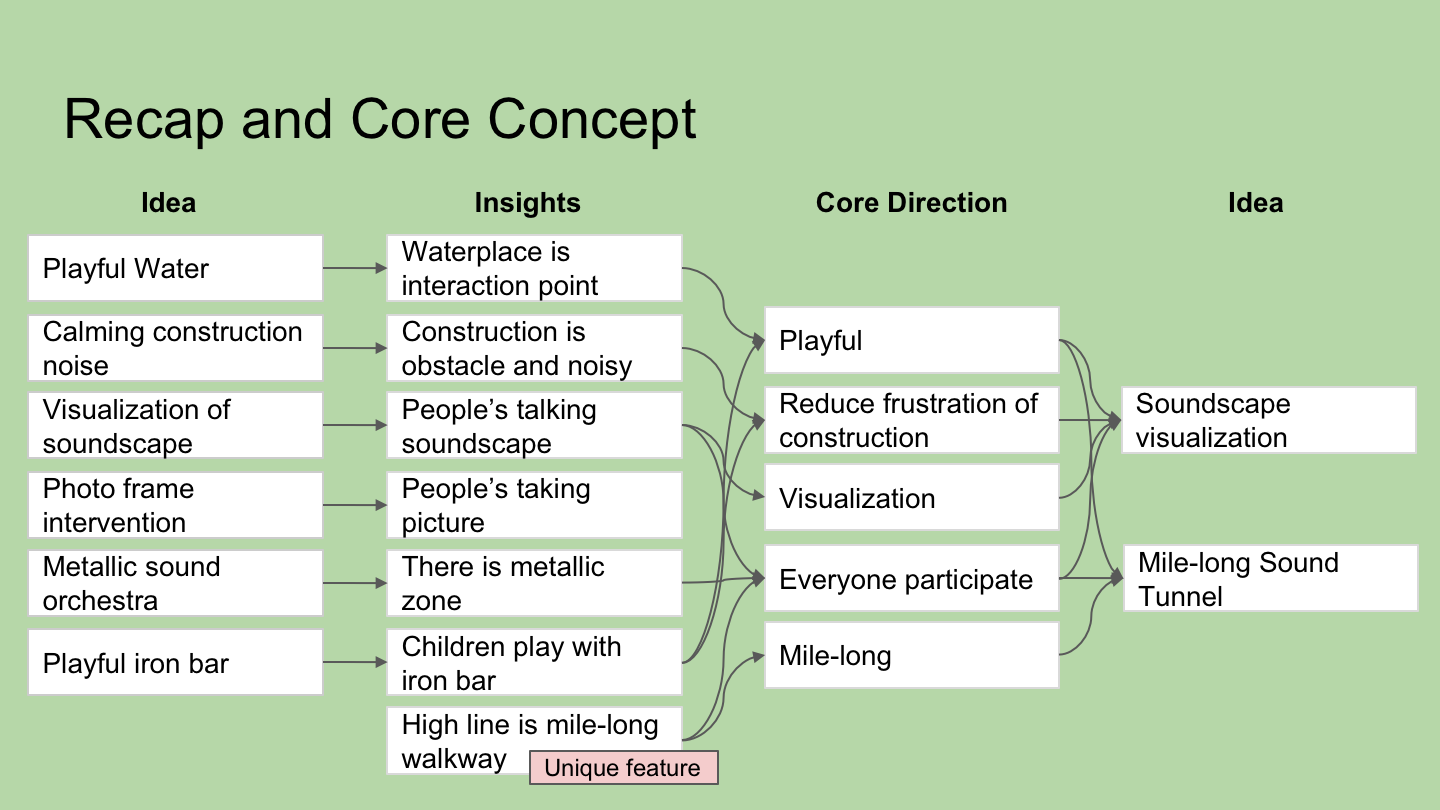 Recap and Core Concept
Idea
Insights
Core Direction
Idea
Playful Water
Calming construction
noise
Visualization of
soundscape
Photo frame
intervention
Metallic sound
orchestra
Playful iron bar
Waterplace is
interaction point
Construction is
obstacle and noisy
People’s talking
soundscape
People’s taking
picture
There is metallic
zone
Children play with
iron bar
High line is mile-long
walkway
Unique feature
Playful
Reduce frustration of
construction
Visualization
Everyone participate
Mile-long
Soundscape
visualization
Mile-long Sound
Tunnel